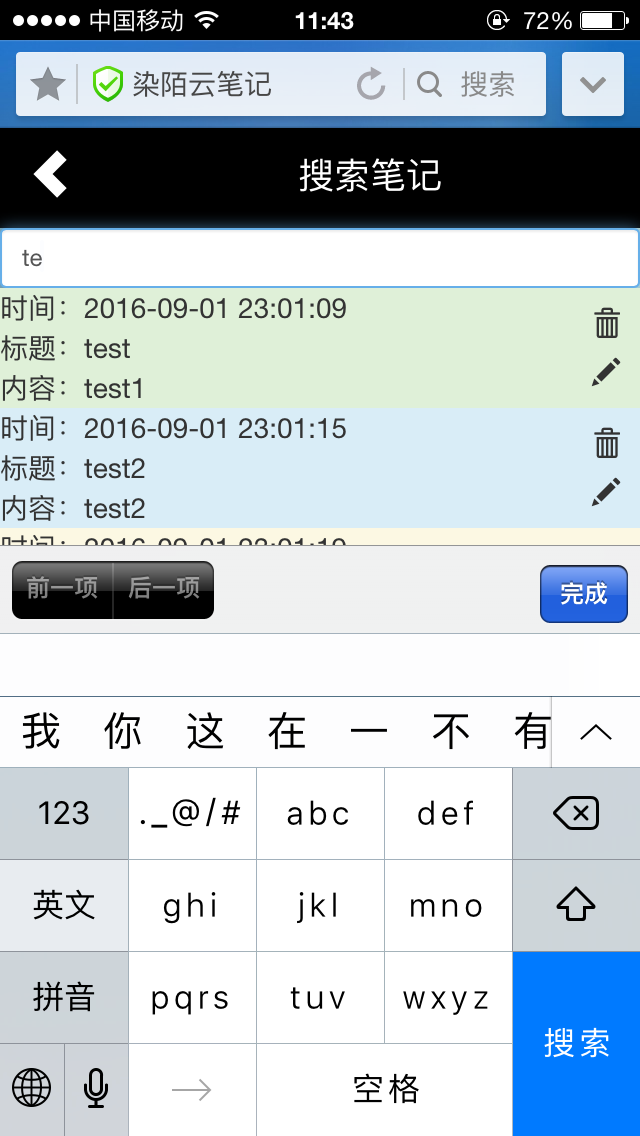 中国移动 11:43 72%
染陌云笔记 搜索
搜索笔记
te
时间：2016-09-01 23:01:09
标题：test
内容：test1
时间：2016-09-01 23:01:15
标题：test2
内容：test2
前一项 后一项 完成
我 你 这 在 一 不 有
123 ._@/# abc def
英文 ghi jkl mno
拼音 pqrs tuv wxyz
搜索
空格